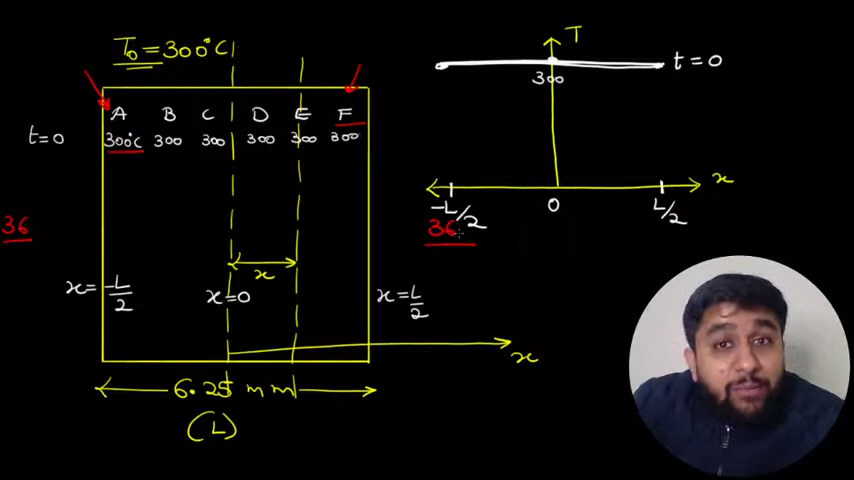 T₀ = 300°C
A B C D E F
t=0 300°C 300 300 300 300 300
36
x = -L/2
x=0
x
x = L/2
x
6.25 mm
(L)
T
t=0
300
x
-L/2
0
L/2
36